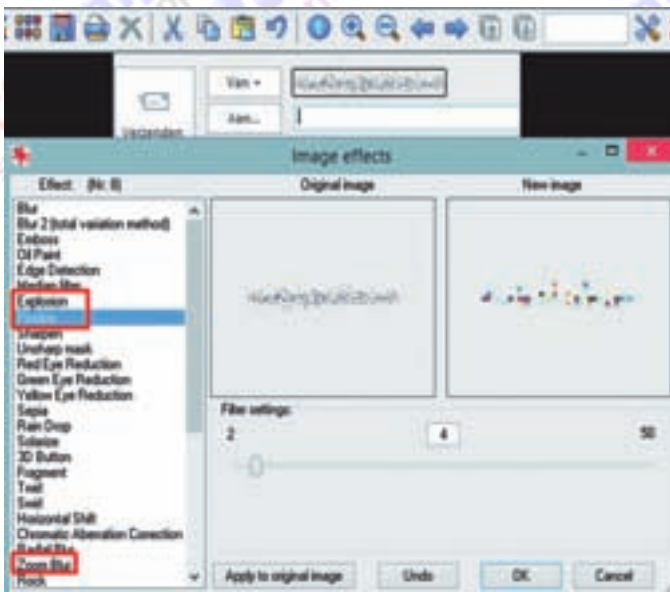 Van
Aan...
Verzenden
Image effects
Effect: (Nr. 8)
Original image
New image
Blur
Blur 2 (total variation method)
Emboss
Oil Paint
Edge Detection
Median filter
Explosion
Pixelize
Sharpen
Unsharp mask
Red Eye Reduction
Green Eye Reduction
Yellow Eye Reduction
Sepia
Rain Drop
Solarize
3D Button
Fragment
Twirl
Swirl
Horizontal Shift
Chromatic Aberration Correction
Radial Blur
Zoom Blur
Rock
Filter settings:
2
4
50
Apply to original image
Undo
OK
Cancel